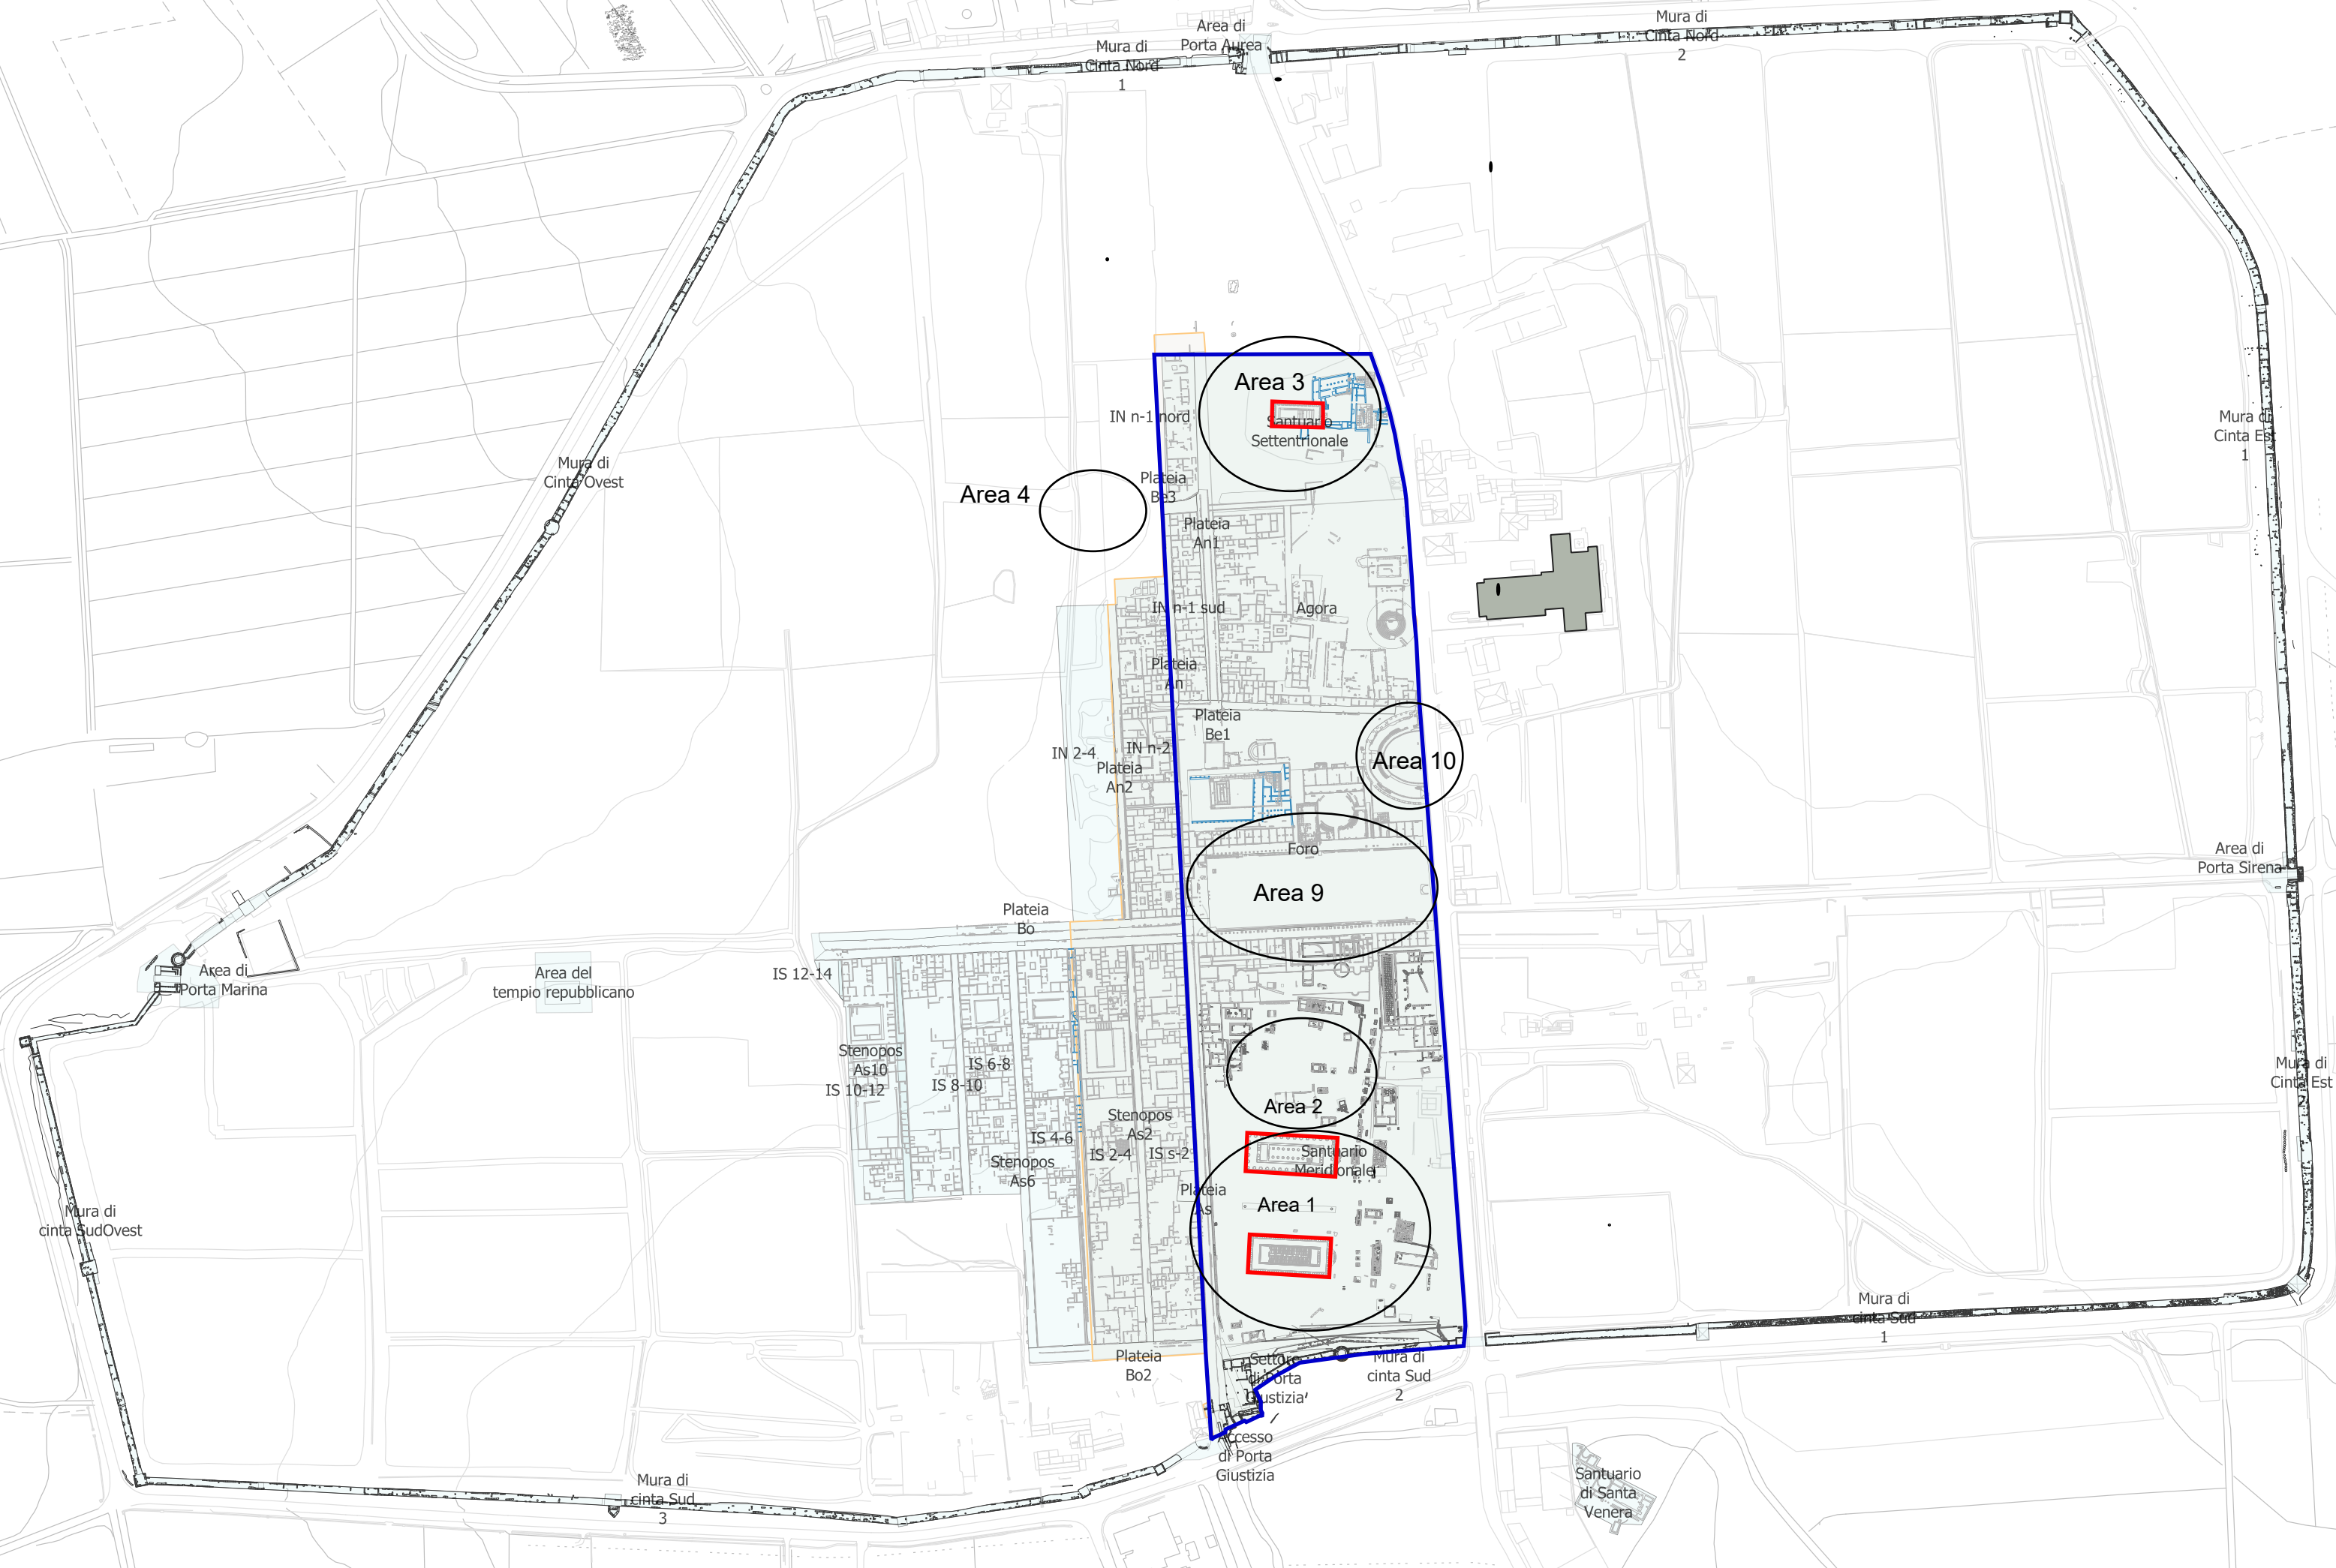 Area di
Porta Aurea
Mura di
Cinta Nord
1
Mura di
Cinta Nord
2
Area 3
Santuario
Settentrionale
IN n-1 nord
Mura di
Cinta Est
1
Mura di
Cinta Ovest
Area 4
Plateia
Be3
Plateia
An1
IN n-1 sud
Agora
Plateia
An
Plateia
Be1
IN 2-4
IN n-2
Plateia
An2
Area 10
Foro
Area 9
Area di
Porta Sirena
Plateia
Bo
IS 12-14
Area di
Porta Marina
Area del
tempio repubblicano
Stenopos
As10
IS 10-12
IS 6-8
IS 8-10
Mura di
Cinta Est
2
Area 2
Stenopos
As2
IS 4-6
IS 2-4
IS s-2
Stenopos
As6
Santuario
Meridionale
Plateia
As
Area 1
Mura di
cinta SudOvest
Mura di
cinta Sud
1
Plateia
Bo2
Settore
di Porta
Giustizia
Mura di
cinta Sud
2
Accesso
di Porta
Giustizia
Mura di
cinta Sud
3
Santuario
di Santa
Venera